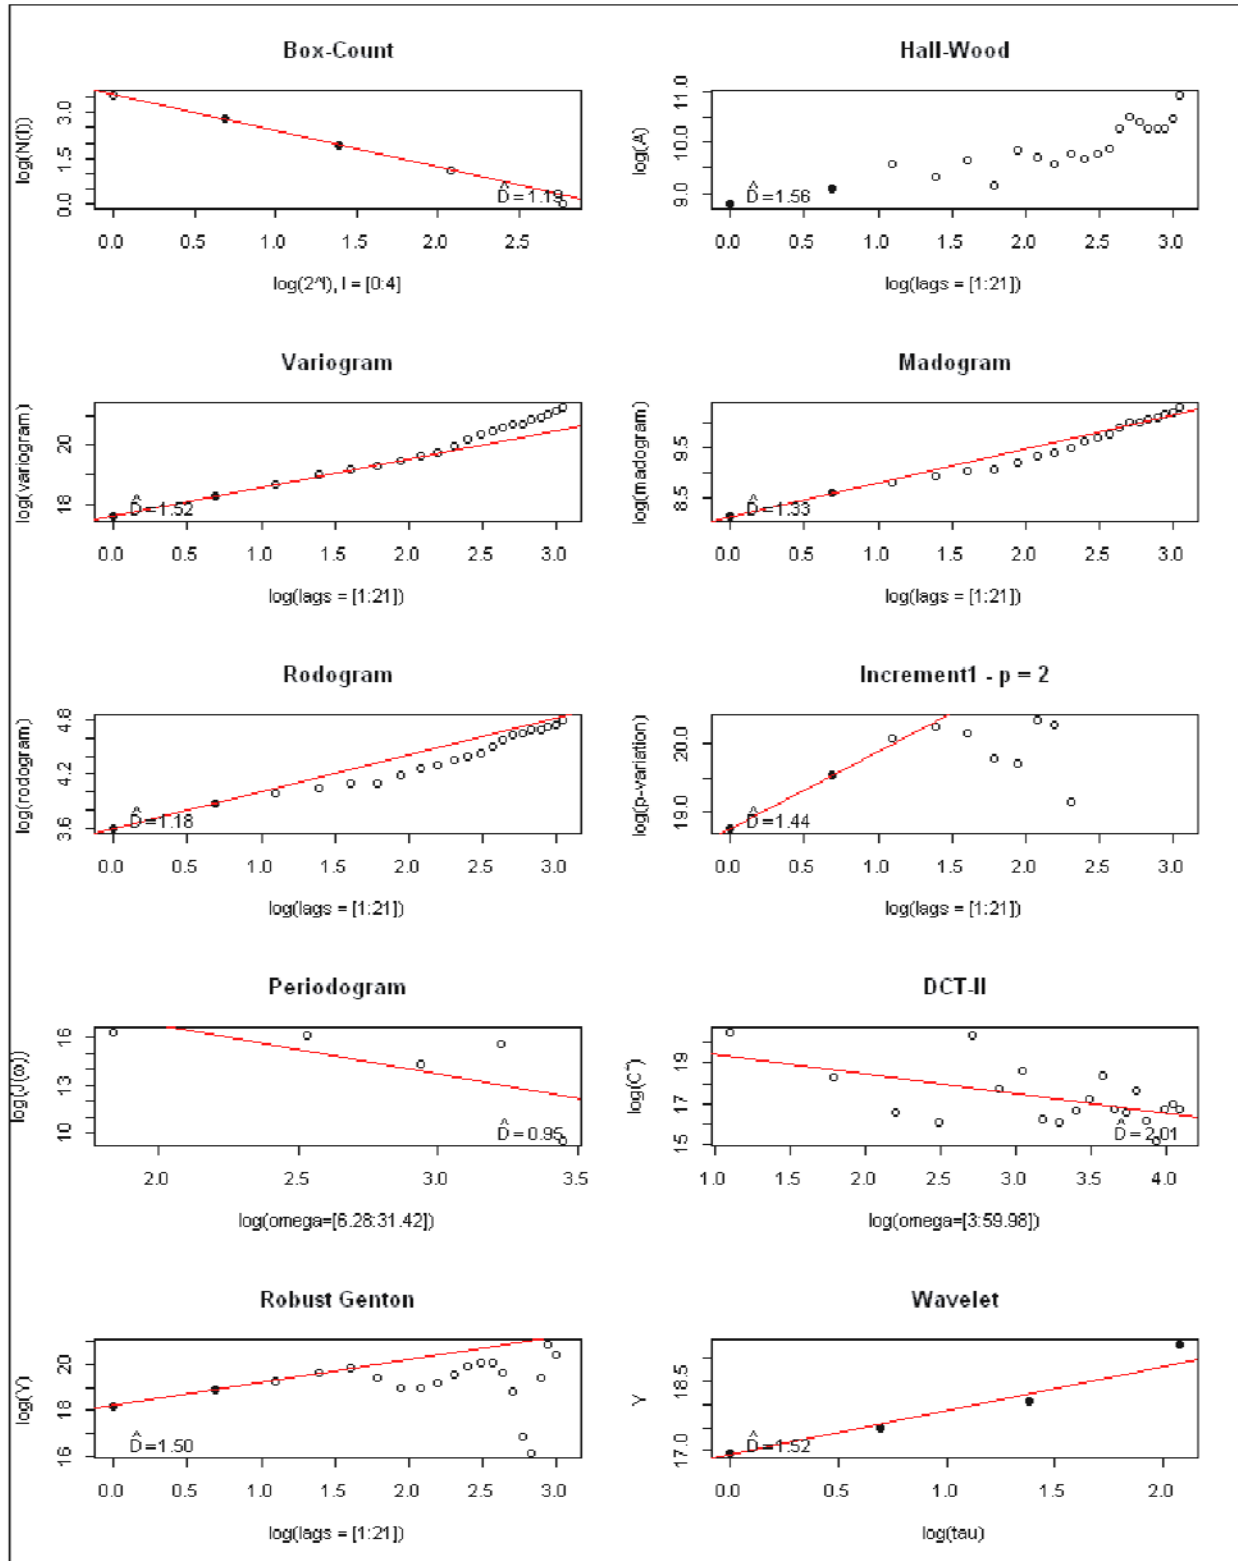 Box-Count
Hall-Wood
log(N(l))
0.0 1.5 3.0
D̂ = 1.19
0.0 0.5 1.0 1.5 2.0 2.5
log(2^l), l = [0:4]
log(A)
9.0 10.0 11.0
D̂ = 1.56
0.0 0.5 1.0 1.5 2.0 2.5 3.0
log(lags = [1:21])
Variogram
Madogram
log(variogram)
18 20
D̂ = 1.52
0.0 0.5 1.0 1.5 2.0 2.5 3.0
log(lags = [1:21])
log(madogram)
8.5 9.5
D̂ = 1.33
0.0 0.5 1.0 1.5 2.0 2.5 3.0
log(lags = [1:21])
Rodogram
Increment1 - p = 2
log(rodogram)
3.6 4.2 4.8
D̂ = 1.18
0.0 0.5 1.0 1.5 2.0 2.5 3.0
log(lags = [1:21])
log(p-variation)
19.0 20.0
D̂ = 1.44
0.0 0.5 1.0 1.5 2.0 2.5 3.0
log(lags = [1:21])
Periodogram
DCT-II
log(J(ω))
10 13 16
D̂ = 0.95
2.0 2.5 3.0 3.5
log(omega=[6.28:31.42])
log(C~)
15 17 19
D̂ = 2.01
1.0 1.5 2.0 2.5 3.0 3.5 4.0
log(omega=[3:59.98])
Robust Genton
Wavelet
log(Y)
16 18 20
D̂ = 1.50
0.0 0.5 1.0 1.5 2.0 2.5 3.0
log(lags = [1:21])
Y
17.0 18.5
D̂ = 1.52
0.0 0.5 1.0 1.5 2.0
log(tau)